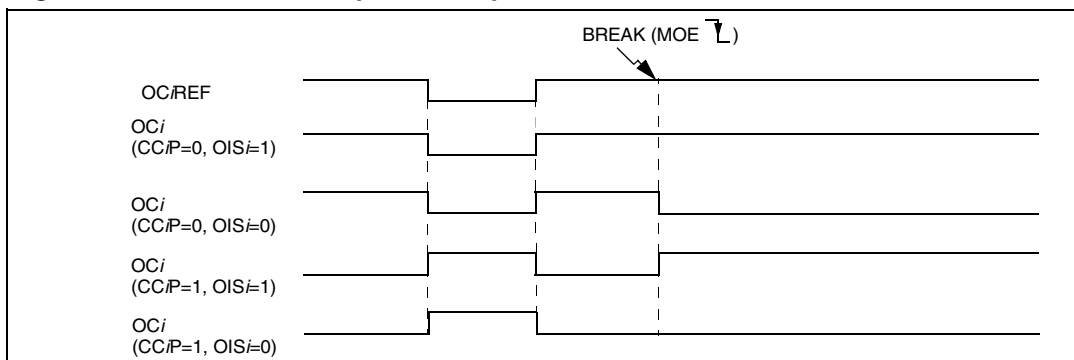 BREAK (MOE )
OCiREF
OCi
(CCiP=0, OISi=1)
OCi
(CCiP=0, OISi=0)
OCi
(CCiP=1, OISi=1)
OCi
(CCiP=1, OISi=0)